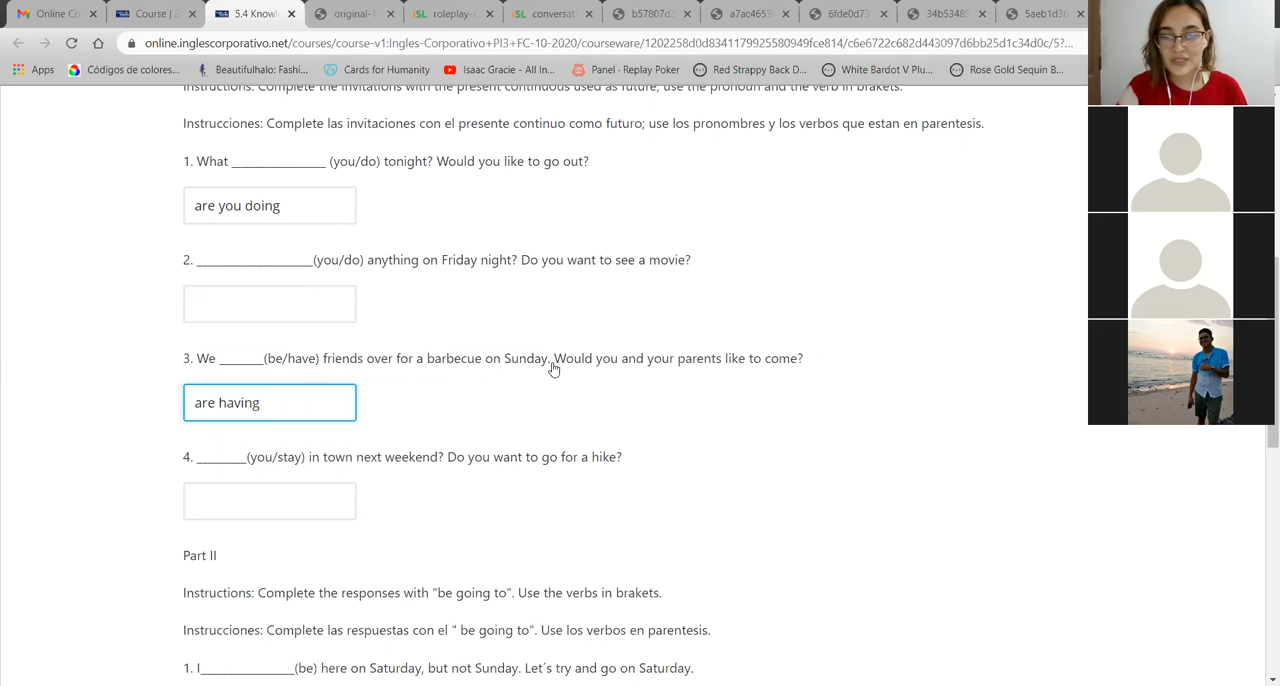 Online Co
Course | 2
5.4 Knowl
original-1
roleplay-s
conversat
b57807d3
a7ac4653
6fde0d75
34b53485
5aeb1d36
online.inglescorporativo.net/courses/course-v1:Ingles-Corporativo+PI3+FC-10-2020/courseware/1202258d0d8341179925580949fce814/c6e6722c682d443097d6bb25d1c34d0c/5?...
Apps
Códigos de colores...
Beautifulhalo: Fashi...
Cards for Humanity
Isaac Gracie - All In...
Panel · Replay Poker
Red Strappy Back D...
White Bardot V Plu...
Rose Gold Sequin B...
Instructions: Complete the invitations with the present continuous used as future, use the pronoun and the verb in brakets.
Instrucciones: Complete las invitaciones con el presente continuo como futuro; use los pronombres y los verbos que estan en parentesis.
1. What _______________ (you/do) tonight? Would you like to go out?
are you doing
2. __________________(you/do) anything on Friday night? Do you want to see a movie?
3. We _______(be/have) friends over for a barbecue on Sunday. Would you and your parents like to come?
are having
4. ________(you/stay) in town next weekend? Do you want to go for a hike?
Part II
Instructions: Complete the responses with "be going to". Use the verbs in brakets.
Instrucciones: Complete las respuestas con el " be going to". Use los verbos en parentesis.
1. I_______________(be) here on Saturday, but not Sunday. Let´s try and go on Saturday.